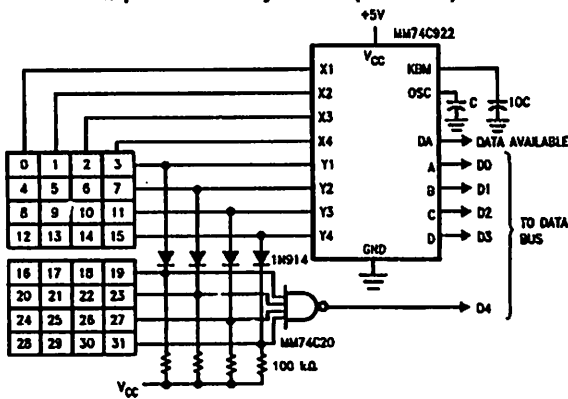 +5V
MM74C922
VCC
X1
KBM
X2
OSC
C
10C
X3
X4
DA
DATA AVAILABLE
0 1 2 3
Y1
A
D0
4 5 6 7
Y2
B
D1
8 9 10 11
Y3
C
D2
TO DATA
BUS
12 13 14 15
Y4
D
D3
GND
1N914
16 17 18 19
20 21 22 23
D4
24 25 26 27
MM74C20
28 29 30 31
100 kΩ
VCC